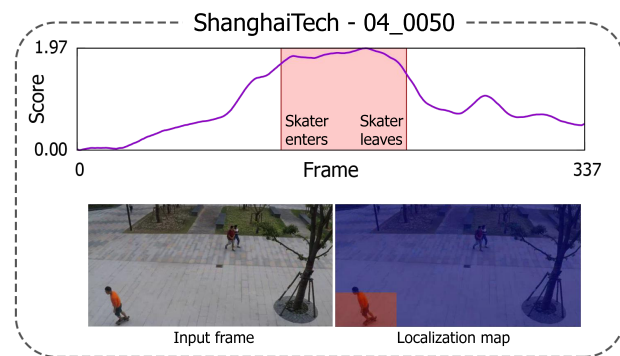 ShanghaiTech - 04_0050
1.97
Score
0.00
Skater enters
Skater leaves
0
Frame
337
Input frame
Localization map